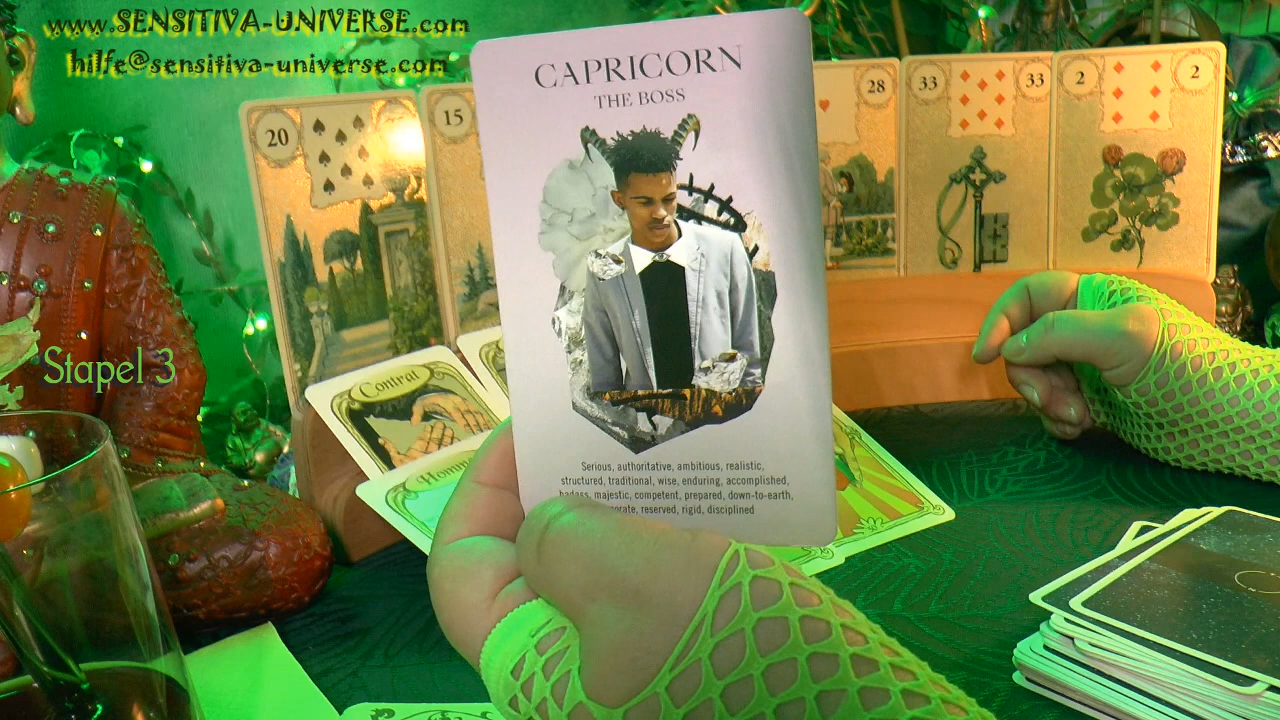 www.SENSITIVA-UNIVERSE.com
hilfe@sensitiva-universe.com
CAPRICORN
THE BOSS
20
15
28
33
33
2
2
Stapel 3
Contrat
Serious, authoritative, ambitious, realistic,
structured, traditional, wise, enduring, accomplished,
badass, majestic, competent, prepared, down-to-earth,
reserved, rigid, disciplined